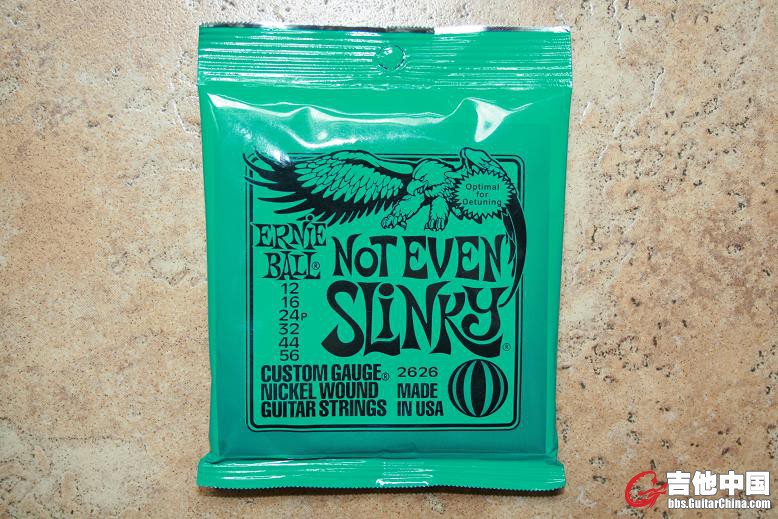 Optimal
for
Detuning
ERNIE
BALL®
NOT EVEN
SLINKY®
12
16
24P
32
44
56
CUSTOM GAUGE®
NICKEL WOUND
GUITAR STRINGS
2626
MADE
IN USA
吉他中国
bbs.GuitarChina.com